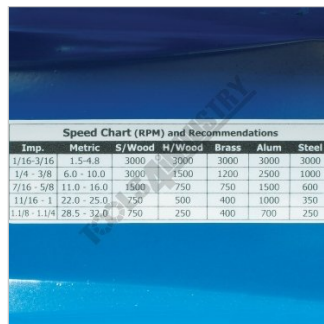 Speed Chart (RPM) and Recommendations
Imp. Metric S/Wood H/Wood Brass Alum Steel
1/16-3/16 1.5-4.8 3000 3000 3000 3000 3000
1/4 - 3/8 6.0 - 10.0 3000 1500 1200 2500 1000
7/16 - 5/8 11.0 - 16.0 1500 750 750 1500 600
11/16 - 1 22.0 - 25.0 750 500 400 1000 350
1.1/8 - 1.1/4 28.5 - 32.0 750 250 400 700 250
TOOLS4INDUSTRY